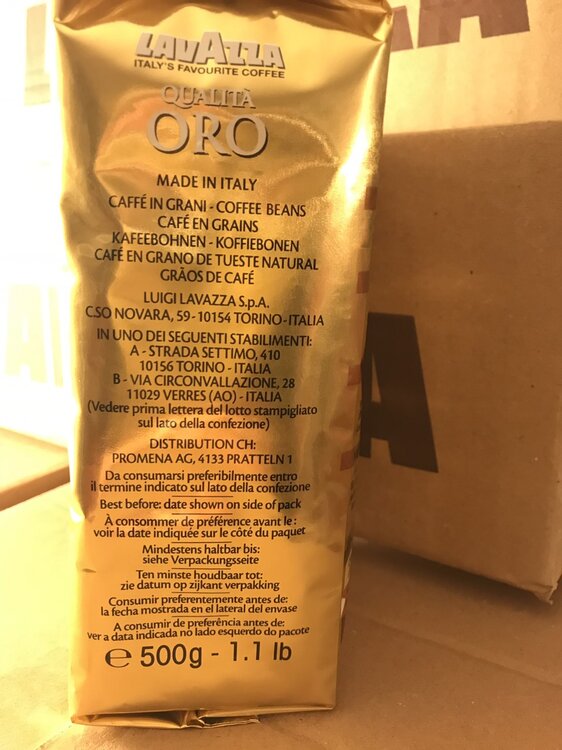 LAVAZZA
ITALY'S FAVOURITE COFFEE
QUALITÀ
ORO
MADE IN ITALY
CAFFÈ IN GRANI - COFFEE BEANS
CAFÉ EN GRAINS
KAFEEBOHNEN - KOFFIEBONEN
CAFÉ EN GRANO DE TUESTE NATURAL
GRÃOS DE CAFÉ
LUIGI LAVAZZA S.p.A.
C.SO NOVARA, 59 - 10154 TORINO - ITALIA
IN UNO DEI SEGUENTI STABILIMENTI:
A - STRADA SETTIMO, 410
10156 TORINO - ITALIA
B - VIA CIRCONVALLAZIONE, 28
11029 VERRES (AO) - ITALIA
(Vedere prima lettera del lotto stampigliato
sul lato della confezione)
DISTRIBUTION CH:
PROMENA AG, 4133 PRATTELN 1
Da consumarsi preferibilmente entro
il termine indicato sul lato della confezione
Best before: date shown on side of pack
À consommer de préférence avant le :
voir la date indiquée sur le côté du paquet
Mindestens haltbar bis:
siehe Verpackungsseite
Ten minste houdbaar tot:
zie datum op zijkant verpakking
Consumir preferentemente antes de:
la fecha mostrada en el lateral del envase
A consumir de preferência antes de:
ver a data indicada no lado esquerdo do pacote
e 500g - 1.1 lb